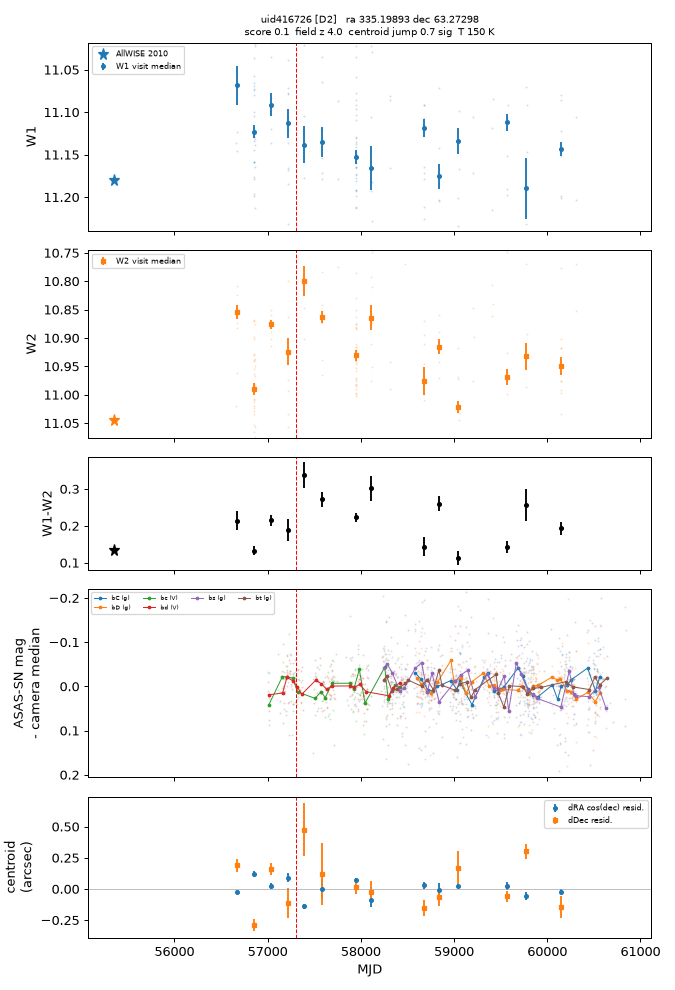 uid416726 [D2]   ra 335.19893 dec 63.27298
score 0.1  field z 4.0  centroid jump 0.7 sig  T 150 K
AllWISE 2010
W1 visit median
11.05
11.10
11.15
11.20
W1
W2 visit median
10.75
10.80
10.85
10.90
10.95
11.00
11.05
W2
0.3
0.2
0.1
W1-W2
bC (g)
bD (g)
bc (V)
bd (V)
bs (g)
bt (g)
−0.2
−0.1
0.0
0.1
0.2
ASAS-SN mag
- camera median
dRA cos(dec) resid.
dDec resid.
0.50
0.25
0.00
−0.25
centroid
(arcsec)
56000
57000
58000
59000
60000
61000
MJD